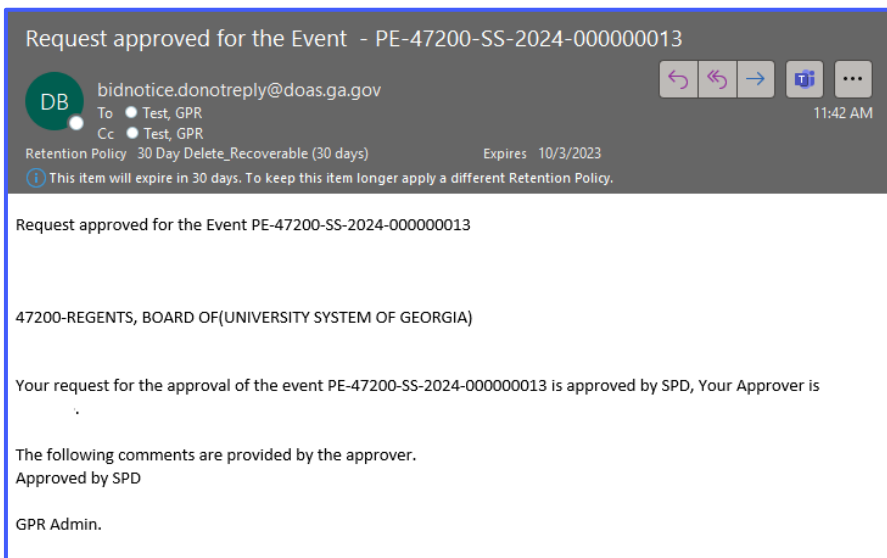 Request approved for the Event - PE-47200-SS-2024-000000013
DB
bidnotice.donotreply@doas.ga.gov
To Test, GPR
Cc Test, GPR
11:42 AM
Retention Policy 30 Day Delete_Recoverable (30 days) Expires 10/3/2023
This item will expire in 30 days. To keep this item longer apply a different Retention Policy.
Request approved for the Event PE-47200-SS-2024-000000013
47200-REGENTS, BOARD OF(UNIVERSITY SYSTEM OF GEORGIA)
Your request for the approval of the event PE-47200-SS-2024-000000013 is approved by SPD, Your Approver is
.
The following comments are provided by the approver.
Approved by SPD
GPR Admin.